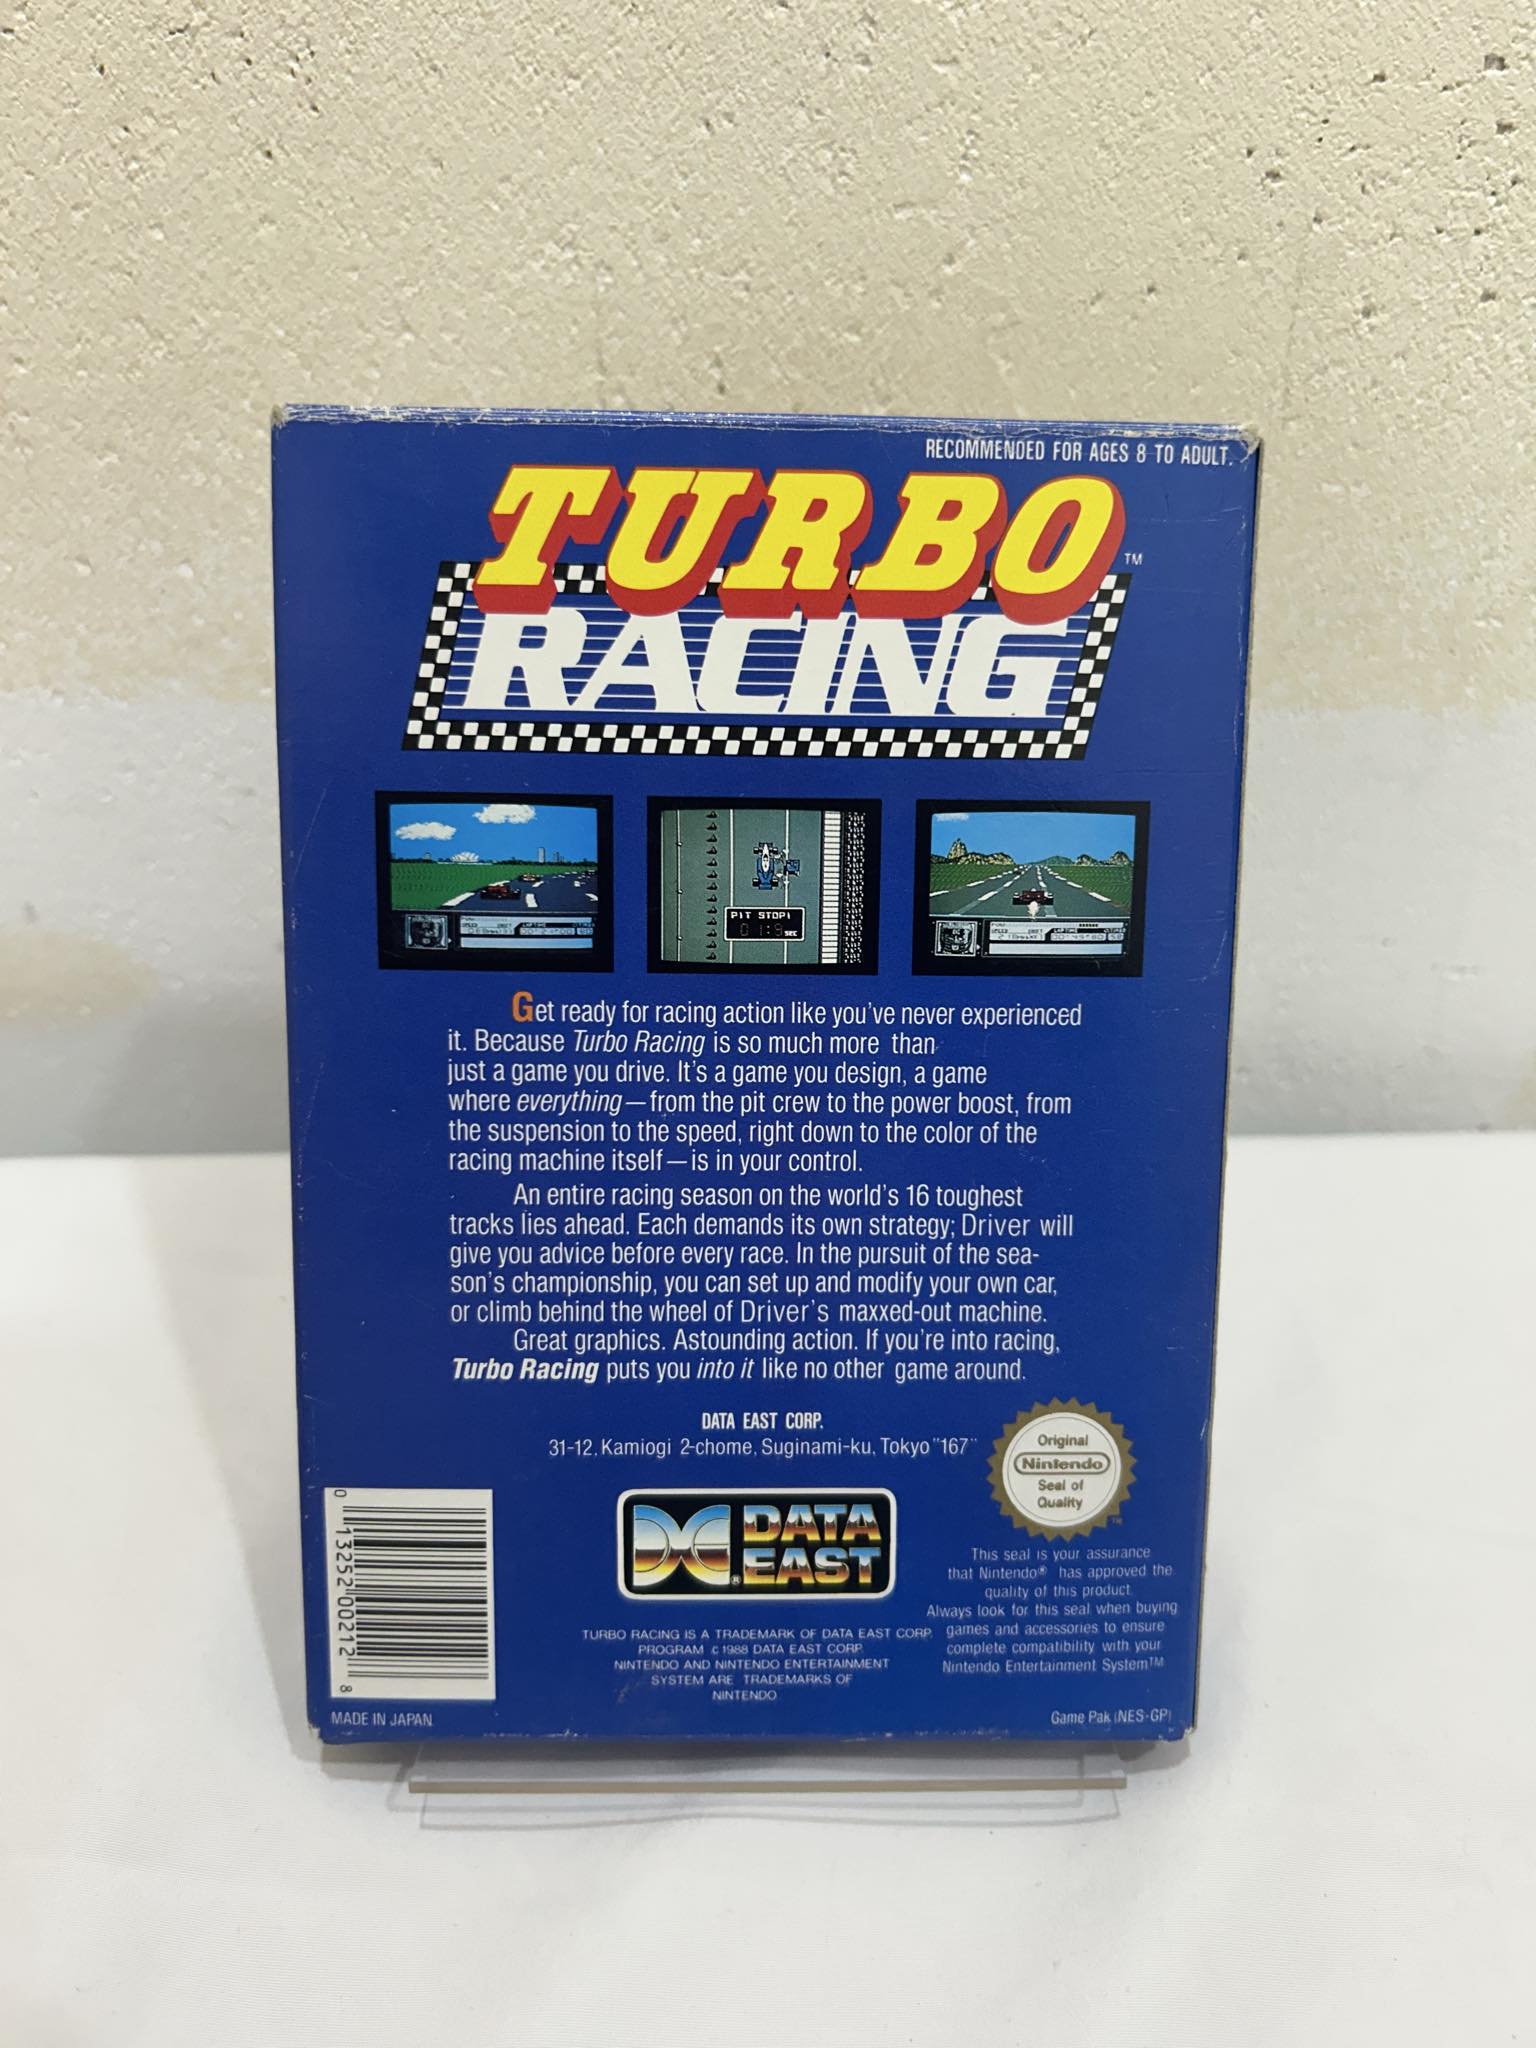 RECOMMENDED FOR AGES 8 TO ADULT.
TURBO
TM
RACING
PIT STOP!
01:9 SEC
Get ready for racing action like you've never experienced
it. Because Turbo Racing is so much more than
just a game you drive. It's a game you design, a game
where everything—from the pit crew to the power boost, from
the suspension to the speed, right down to the color of the
racing machine itself—is in your control.
An entire racing season on the world's 16 toughest
tracks lies ahead. Each demands its own strategy; Driver will
give you advice before every race. In the pursuit of the sea-
son's championship, you can set up and modify your own car,
or climb behind the wheel of Driver's maxxed-out machine.
Great graphics. Astounding action. If you're into racing,
Turbo Racing puts you into it like no other game around.
DATA EAST CORP.
31-12, Kamiogi 2-chome, Suginami-ku, Tokyo "167"
Original
Nintendo
Seal of
Quality
TM
DATA
EAST
®
This seal is your assurance
that Nintendo® has approved the
quality of this product.
Always look for this seal when buying
games and accessories to ensure
complete compatibility with your
Nintendo Entertainment System™
TURBO RACING IS A TRADEMARK OF DATA EAST CORP.
PROGRAM © 1988 DATA EAST CORP.
NINTENDO AND NINTENDO ENTERTAINMENT
SYSTEM ARE TRADEMARKS OF
NINTENDO
0 13252 00212 8
MADE IN JAPAN
Game Pak (NES-GP)